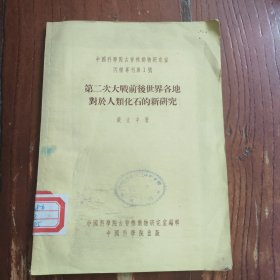 中國科學院古脊椎動物研究室
丙種專刊第1號
第二次大戰前後世界各地
對於人類化石的新研究
戴文平著
中國科學院古脊椎動物研究室編輯
中國科學院出版